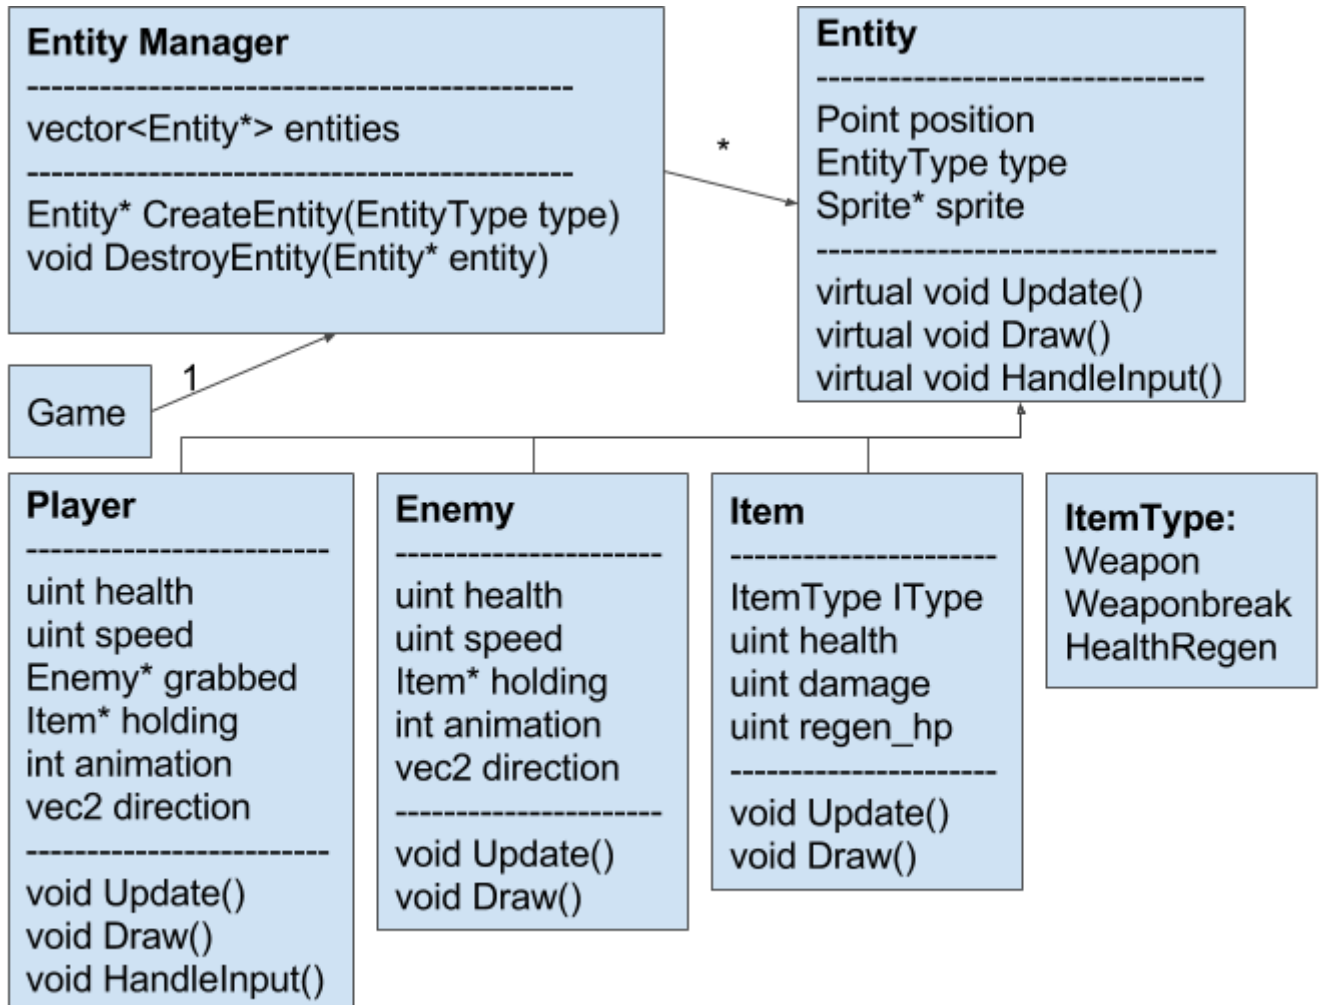 Entity Manager
---------------------------------------------
vector<Entity*> entities
---------------------------------------------
Entity* CreateEntity(EntityType type)
void DestroyEntity(Entity* entity)
Entity
--------------------------------
Point position
EntityType type
Sprite* sprite
---------------------------------
virtual void Update()
virtual void Draw()
virtual void HandleInput()
*
1
Game
Player
-------------------------
uint health
uint speed
Enemy* grabbed
Item* holding
int animation
vec2 direction
-------------------------
void Update()
void Draw()
void HandleInput()
Enemy
----------------------
uint health
uint speed
Item* holding
int animation
vec2 direction
----------------------
void Update()
void Draw()
Item
----------------------
ItemType IType
uint health
uint damage
uint regen_hp
----------------------
void Update()
void Draw()
ItemType:
Weapon
Weaponbreak
HealthRegen